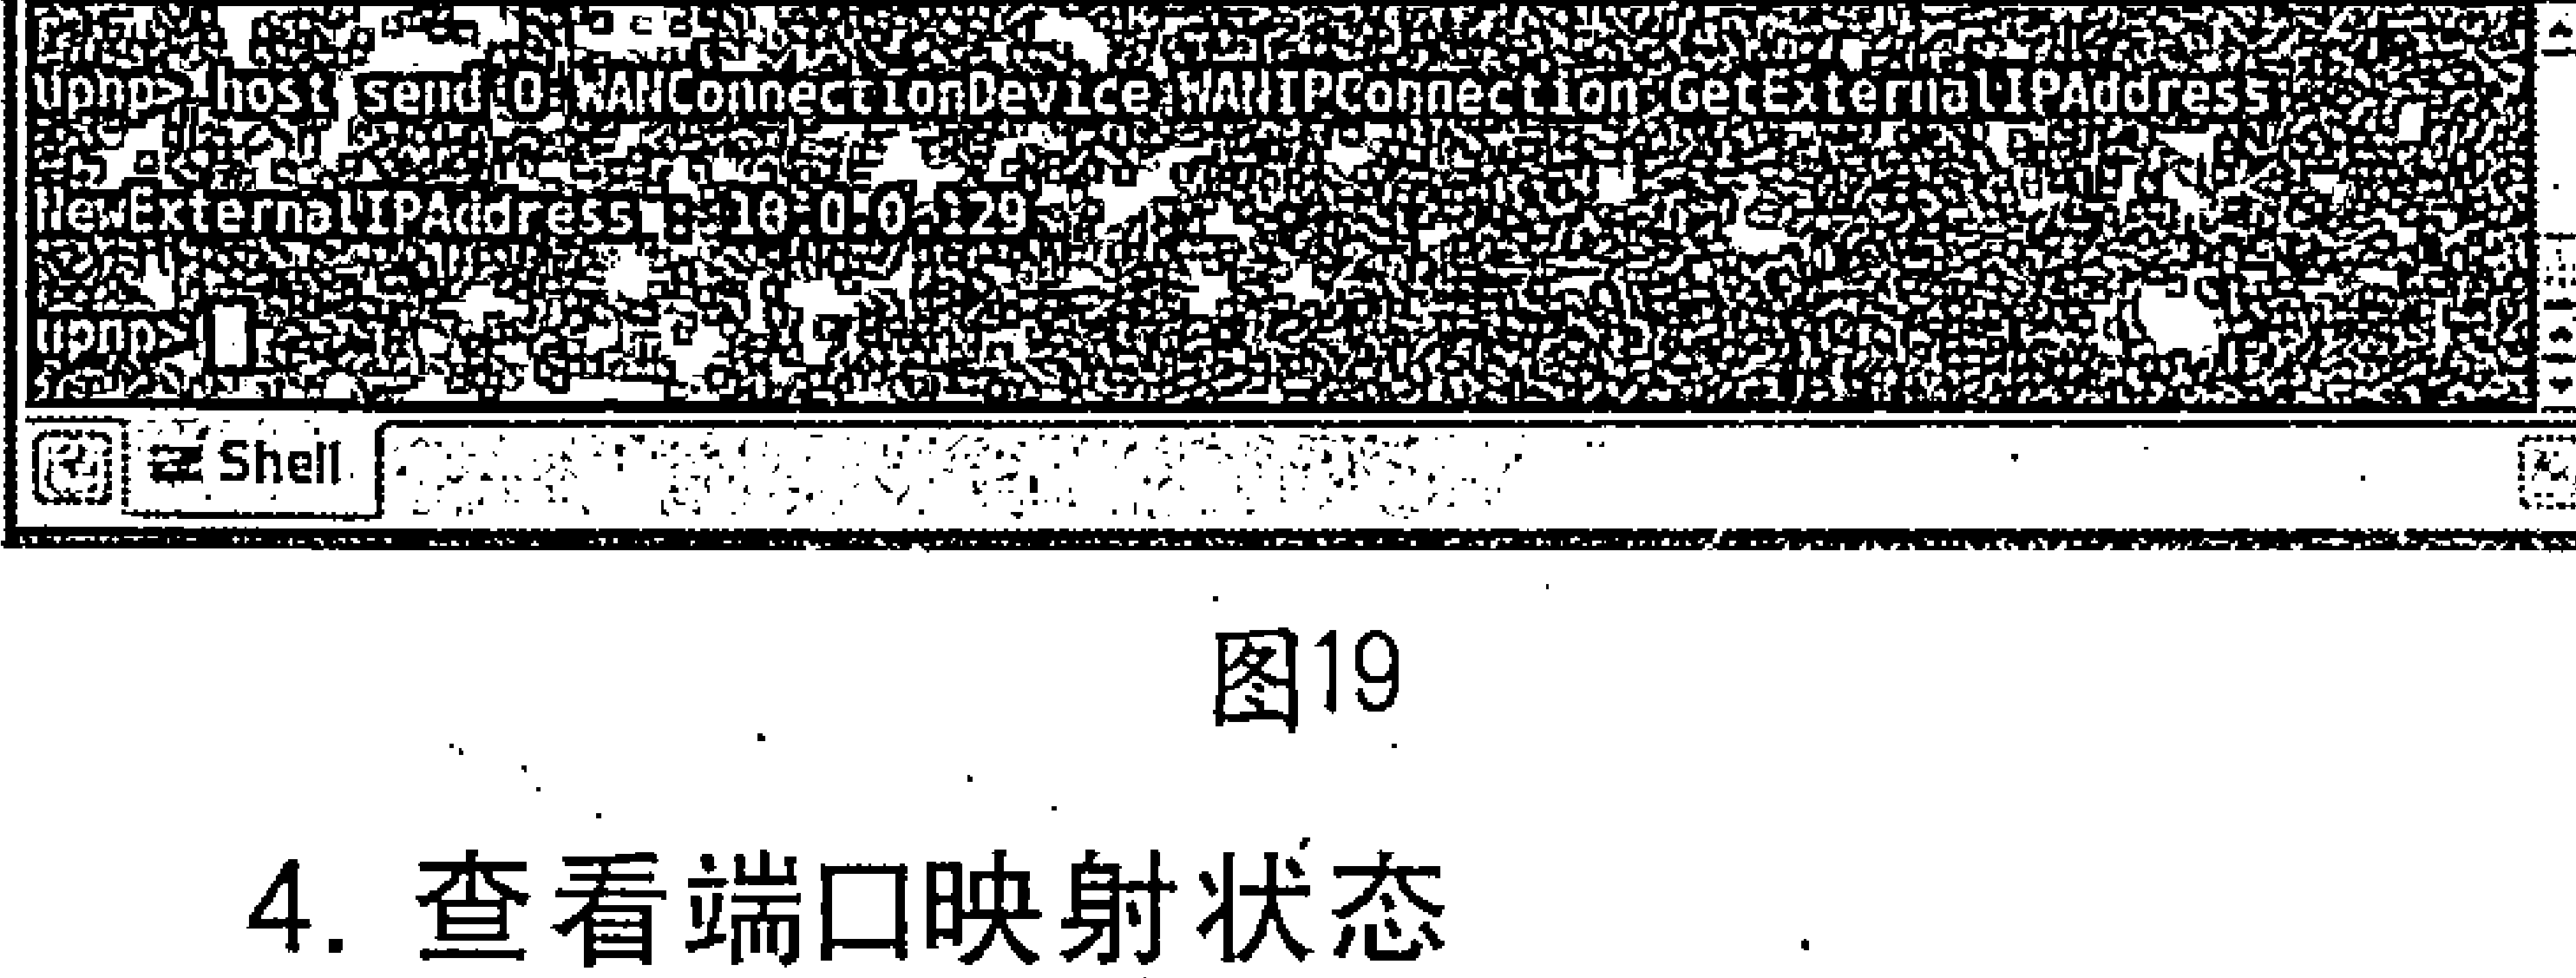 upnp> host send 0 WANConnectionDevice WANIPConnection GetExternalIPAddress
NewExternalIPAddress : 10.0.0.129
upnp>
Shell
图19
4. 查看端口映射状态